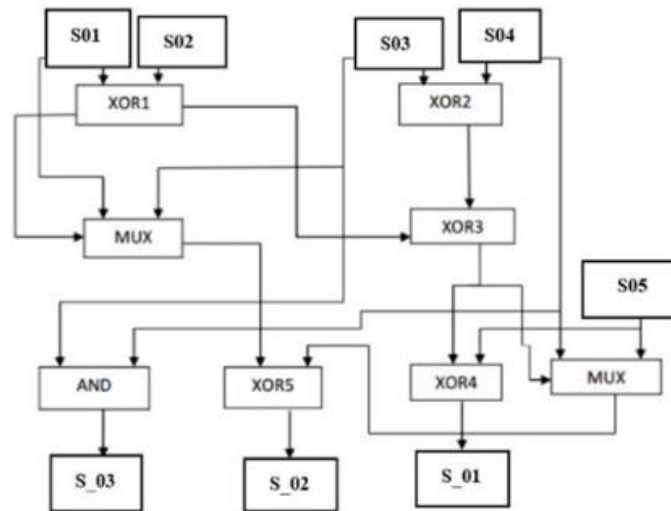 S01
S02
S03
S04
XOR1
XOR2
MUX
XOR3
S05
AND
XOR5
XOR4
MUX
S_03
S_02
S_01